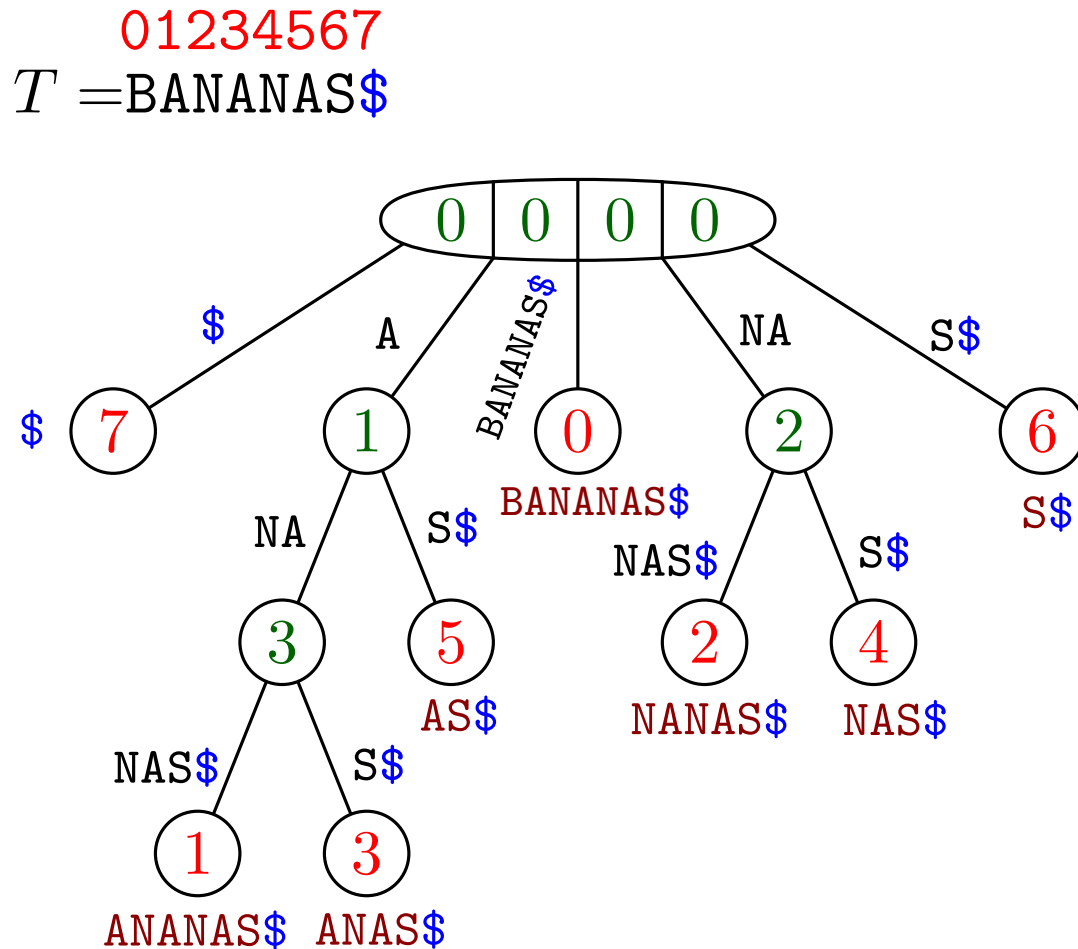 01234567
T =BANANAS$
0 0 0 0
$ A BANANAS$ NA S$
$ 7 1 0 2 6
BANANAS$ S$
NA S$ NAS$ S$
3 5 2 4
AS$ NANAS$ NAS$
NAS$ S$
1 3
ANANAS$ ANAS$